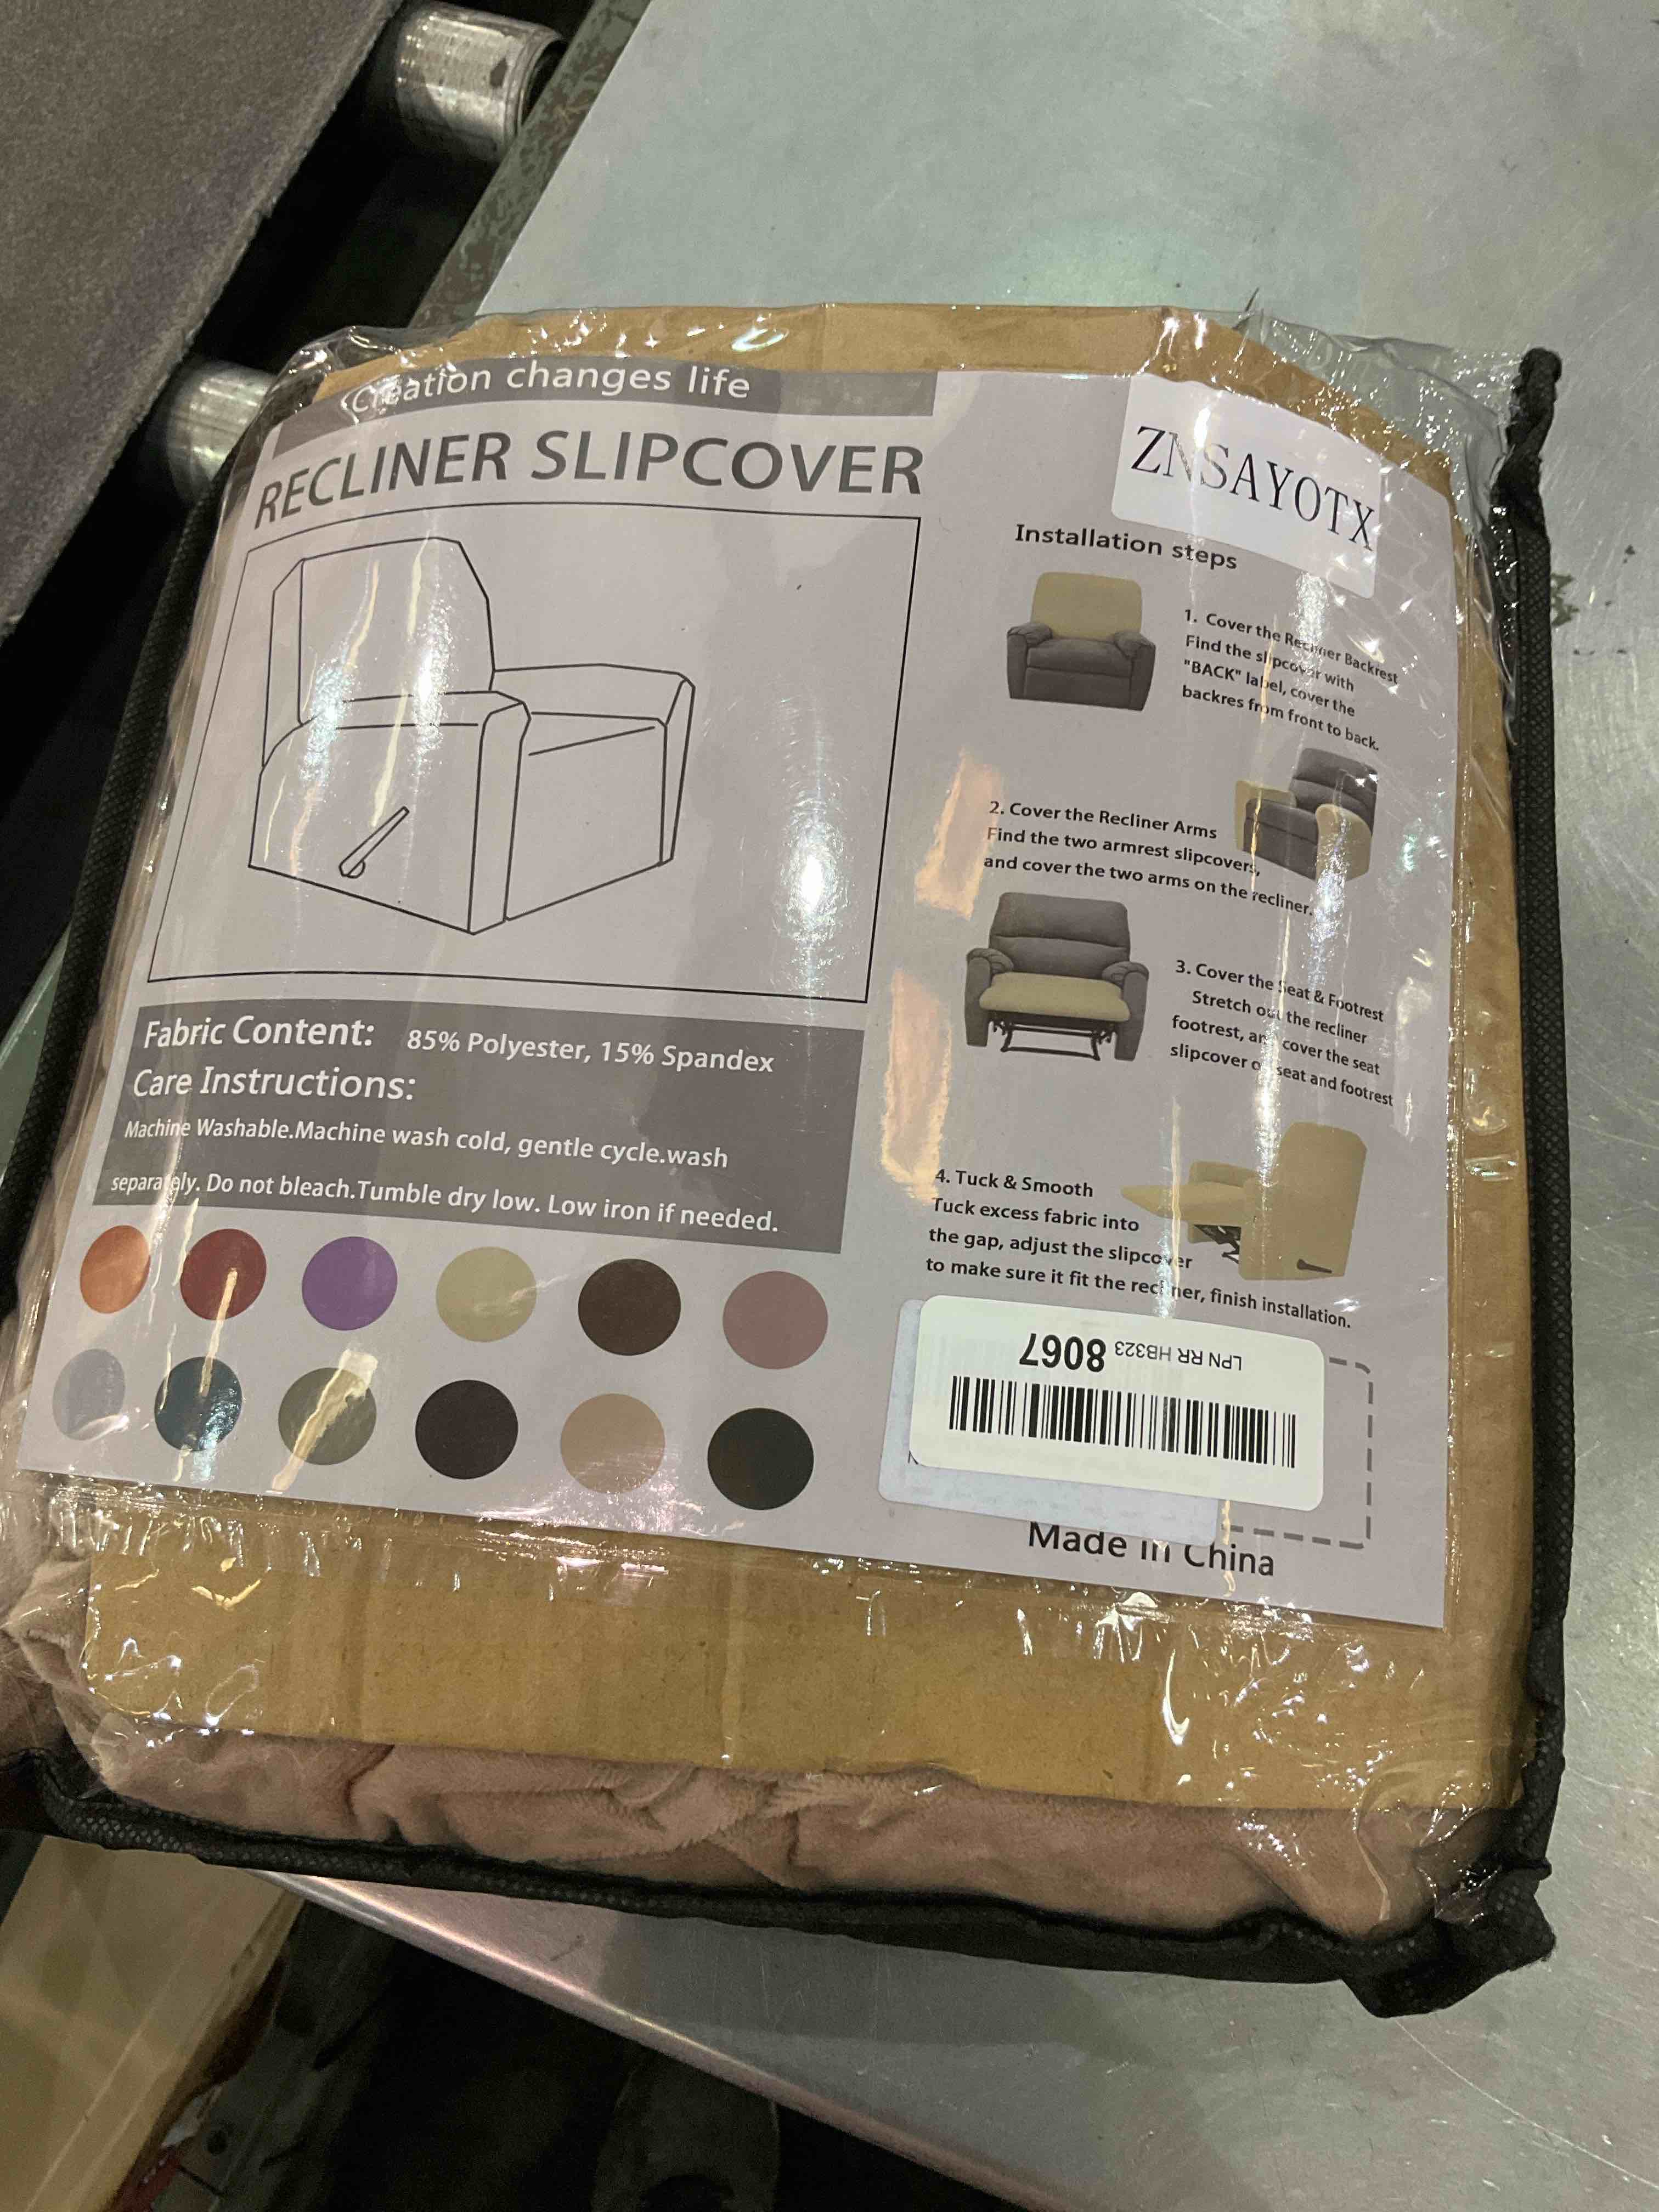 Creation changes life
RECLINER SLIPCOVER
ZNSAYOTX
Installation steps
1. Cover the Recliner Backrest
Find the slipcover with
"BACK" label, cover the
backres from front to back.
2. Cover the Recliner Arms
Find the two armrest slipcovers,
and cover the two arms on the recliner.
3. Cover the Seat & Footrest
Stretch out the recliner
footrest, and cover the seat
slipcover on seat and footrest
4. Tuck & Smooth
Tuck excess fabric into
the gap, adjust the slipcover
to make sure it fit the recliner, finish installation.
Fabric Content: 85% Polyester, 15% Spandex
Care Instructions:
Machine Washable.Machine wash cold, gentle cycle.wash
separately. Do not bleach.Tumble dry low. Low iron if needed.
LPN RR HB323 8067
Made in China